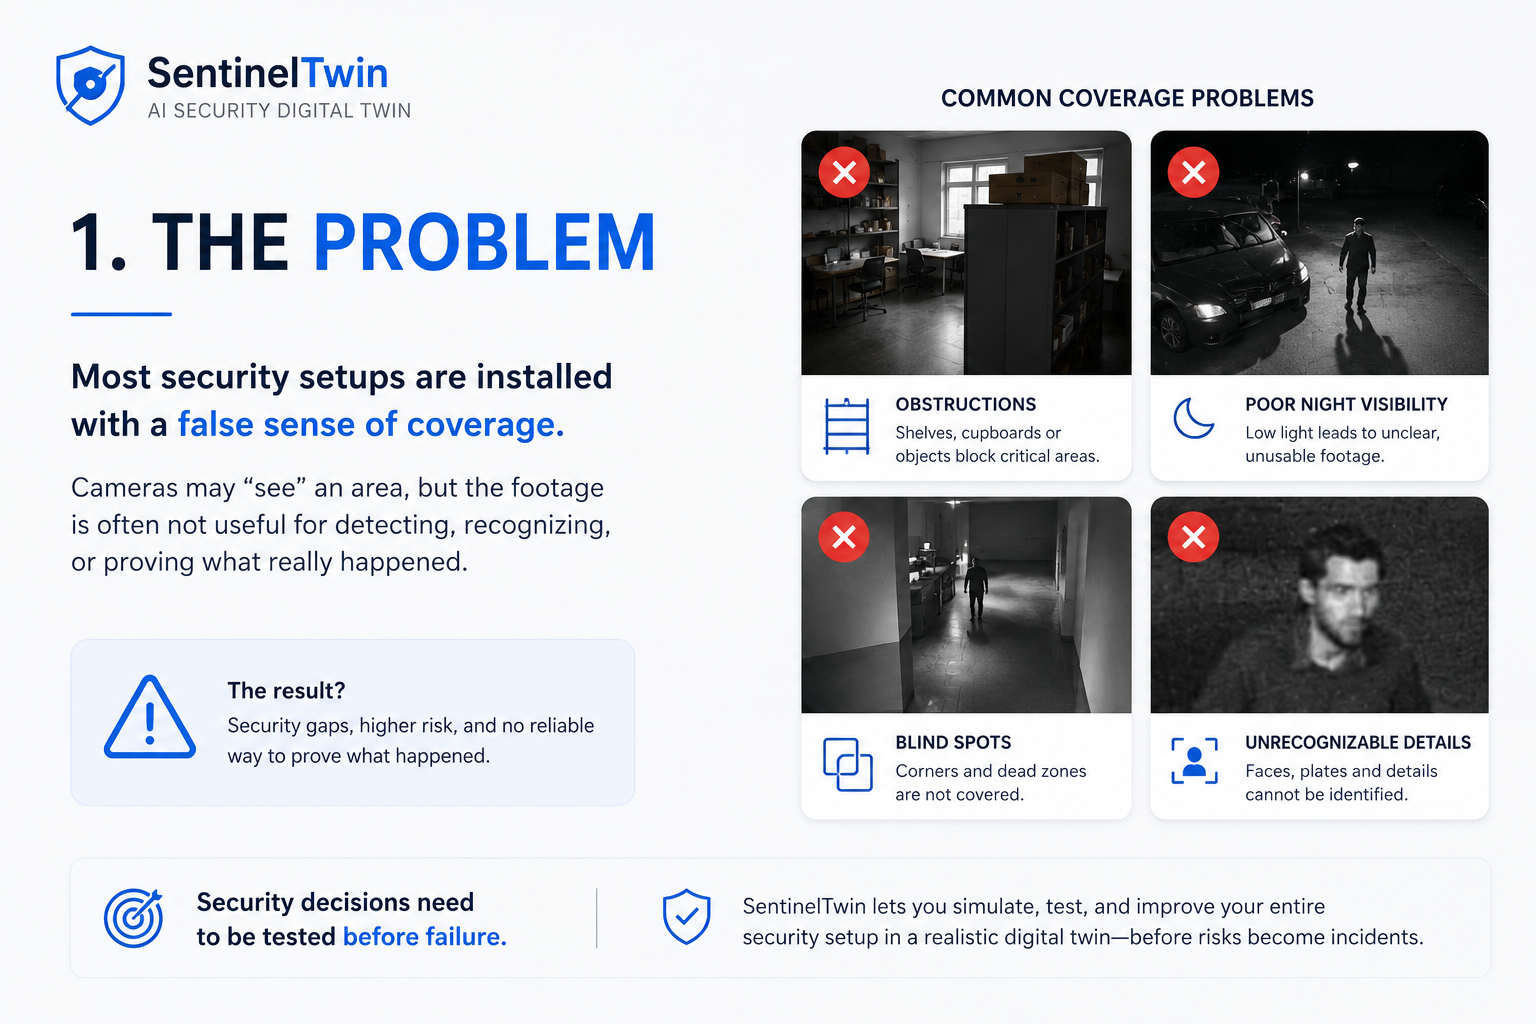 SentinelTwin
AI SECURITY DIGITAL TWIN
1. THE PROBLEM
Most security setups are installed
with a false sense of coverage.
Cameras may “see” an area, but the footage
is often not useful for detecting, recognizing,
or proving what really happened.
The result?
Security gaps, higher risk, and no reliable
way to prove what happened.
COMMON COVERAGE PROBLEMS
OBSTRUCTIONS
Shelves, cupboards or
objects block critical areas.
POOR NIGHT VISIBILITY
Low light leads to unclear,
unusable footage.
BLIND SPOTS
Corners and dead zones
are not covered.
UNRECOGNIZABLE DETAILS
Faces, plates and details
cannot be identified.
Security decisions need
to be tested before failure.
SentinelTwin lets you simulate, test, and improve your entire
security setup in a realistic digital twin—before risks become incidents.